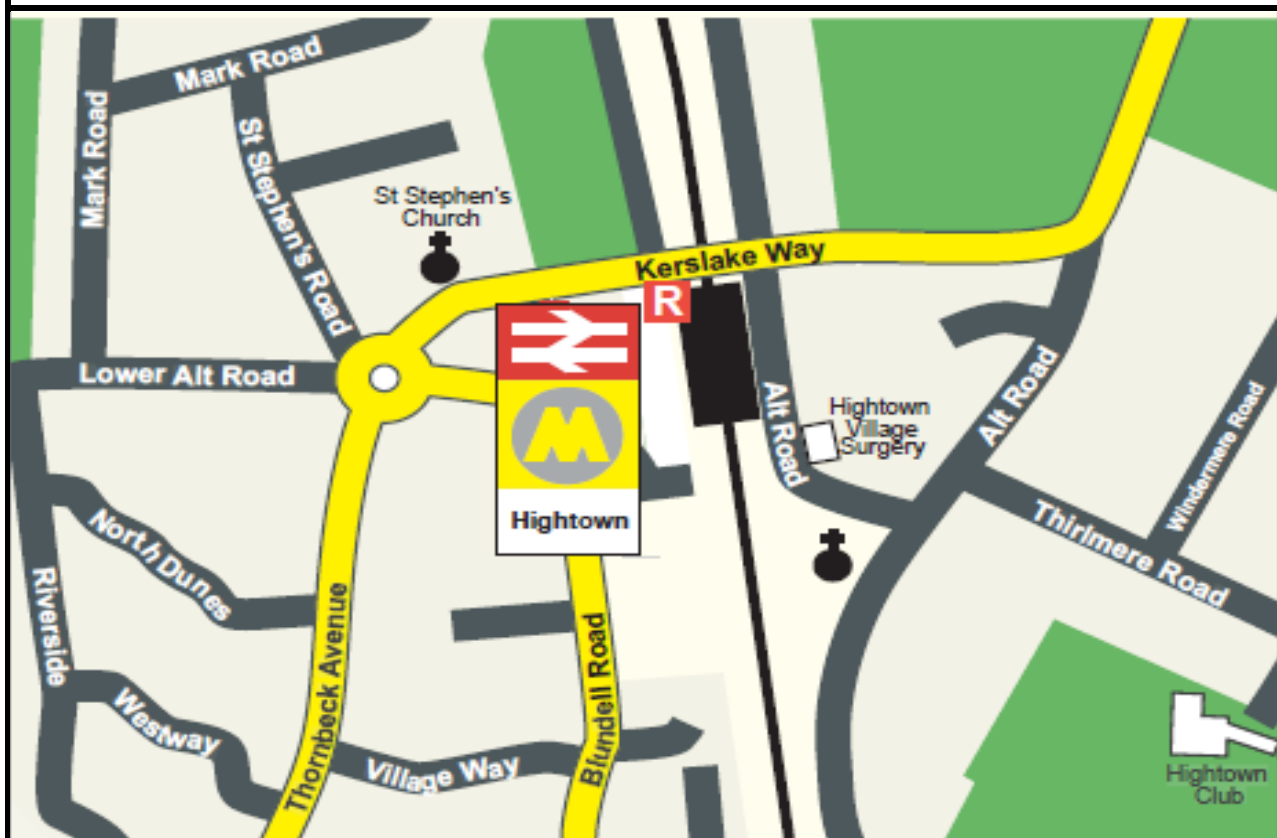 Mark Road
Mark Road
St Stephen's Road
St Stephen's
Church
Kerslake Way
R
Lower Alt Road
M
Hightown
Alt Road
Hightown
Village
Surgery
Alt Road
Windermere Road
Thirlmere Road
North Dunes
Riverside
Thornbeck Avenue
Blundell Road
Westway
Village Way
Hightown
Club